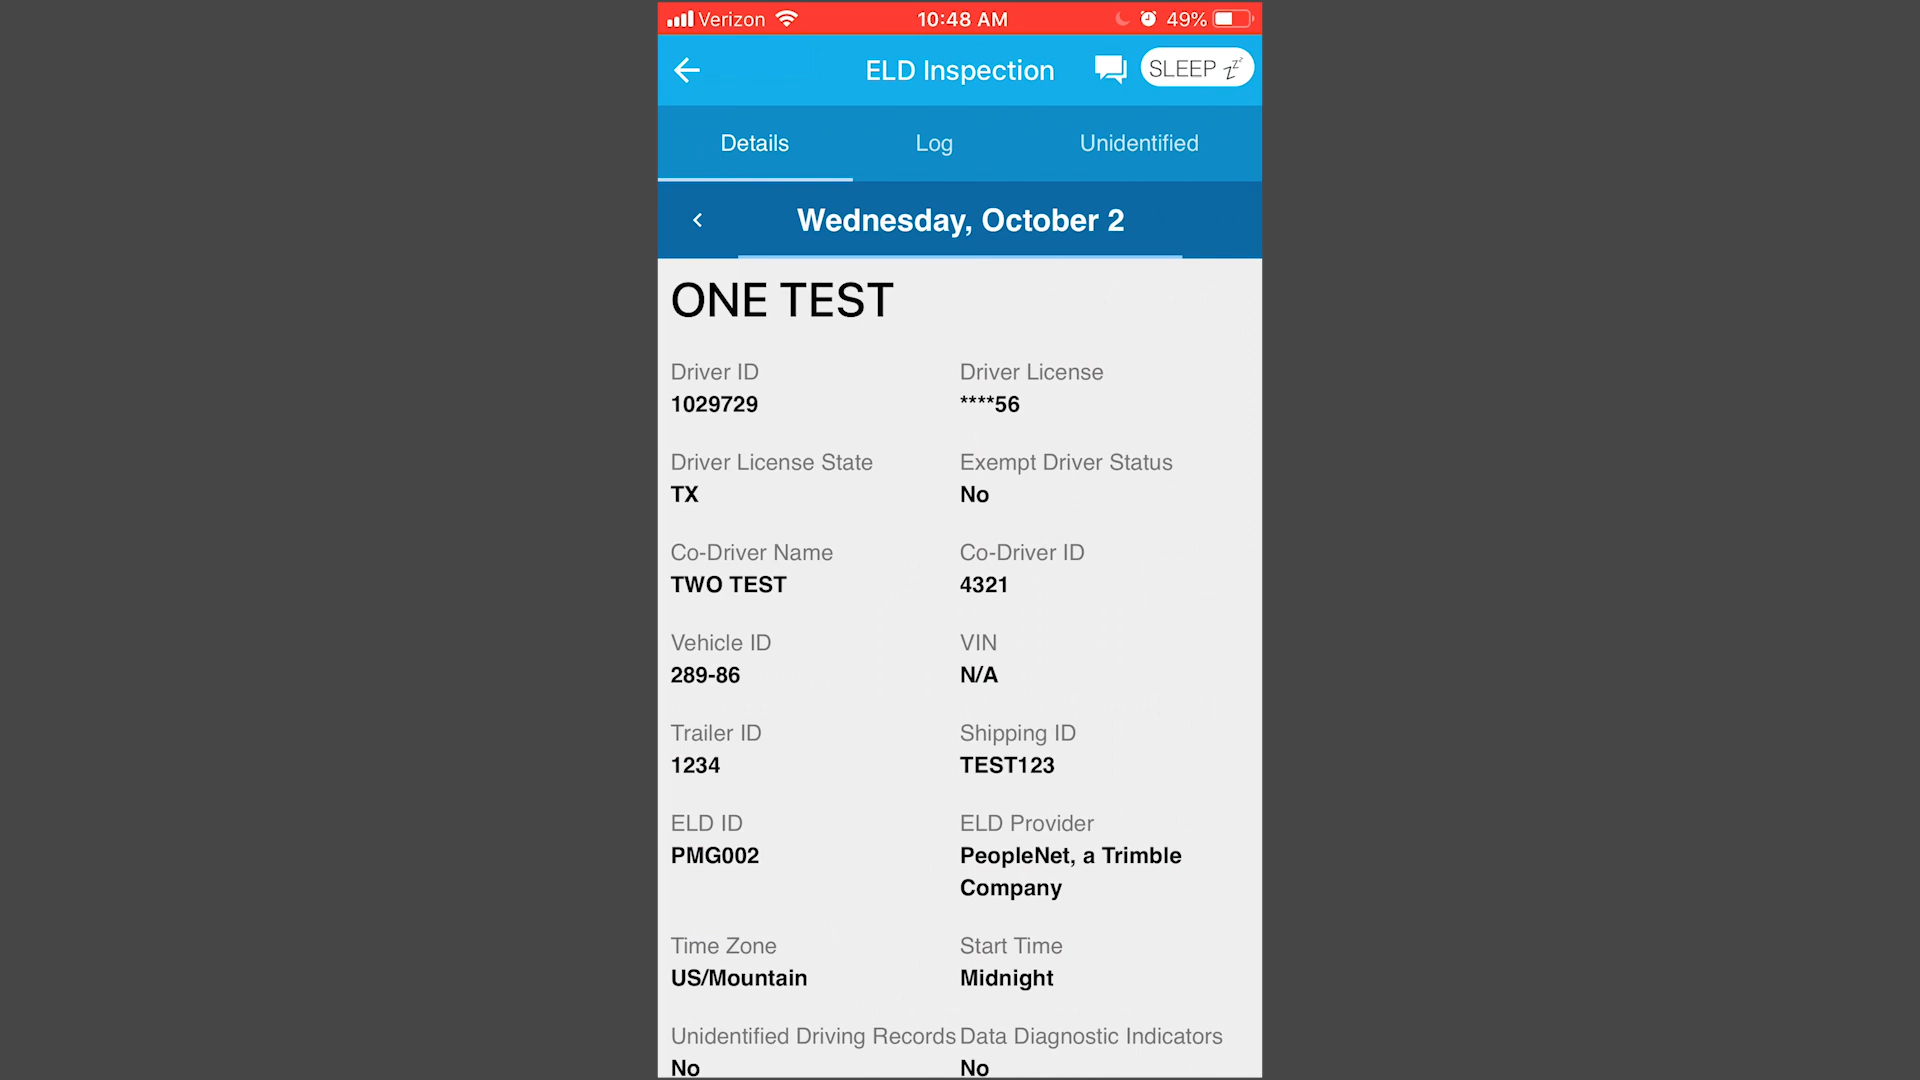 Verizon 10:48 AM 49%
ELD Inspection SLEEP zzz
Details Log Unidentified
Wednesday, October 2
ONE TEST
Driver ID Driver License
1029729 ****56
Driver License State Exempt Driver Status
TX No
Co-Driver Name Co-Driver ID
TWO TEST 4321
Vehicle ID VIN
289-86 N/A
Trailer ID Shipping ID
1234 TEST123
ELD ID ELD Provider
PMG002 PeopleNet, a Trimble
Company
Time Zone Start Time
US/Mountain Midnight
Unidentified Driving Records Data Diagnostic Indicators
No No